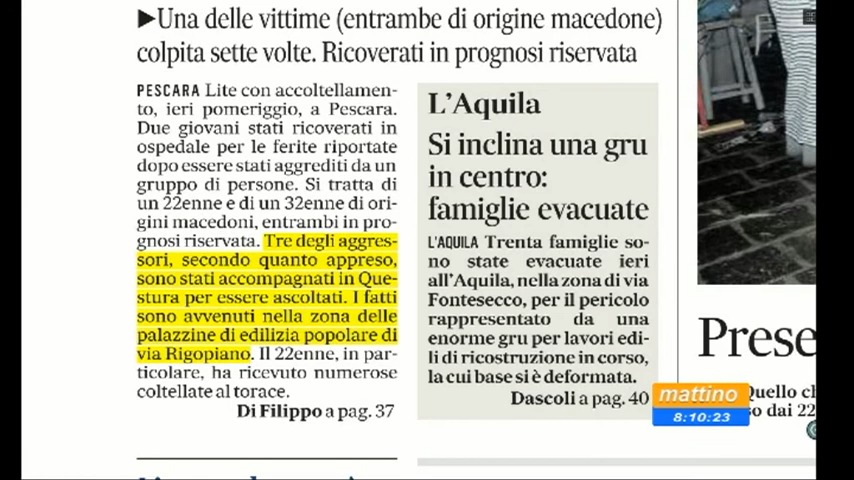 ▶Una delle vittime (entrambe di origine macedone)
colpita sette volte. Ricoverati in prognosi riservata
PESCARA Lite con accoltellamen-
to, ieri pomeriggio, a Pescara.
Due giovani stati ricoverati in
ospedale per le ferite riportate
dopo essere stati aggrediti da un
gruppo di persone. Si tratta di
un 22enne e di un 32enne di ori-
gini macedoni, entrambi in pro-
gnosi riservata. Tre degli aggres-
sori, secondo quanto appreso,
sono stati accompagnati in Que-
stura per essere ascoltati. I fatti
sono avvenuti nella zona delle
palazzine di edilizia popolare di
via Rigopiano. Il 22enne, in par-
ticolare, ha ricevuto numerose
coltellate al torace.
Di Filippo a pag. 37
L'Aquila
Si inclina una gru
in centro:
famiglie evacuate
L'AQUILA Trenta famiglie so-
no state evacuate ieri
all'Aquila, nella zona di via
Fontesecco, per il pericolo
rappresentato da una
enorme gru per lavori edi-
li di ricostruzione in corso,
la cui base si è deformata.
Dascoli a pag. 40
Prese
Quello ch
so dai 22
mattino
8:10:23